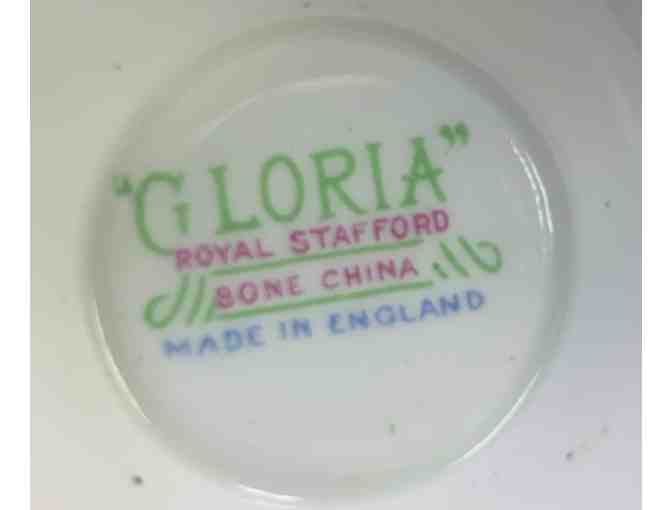 "GLORIA"
ROYAL STAFFORD
BONE CHINA
MADE IN ENGLAND